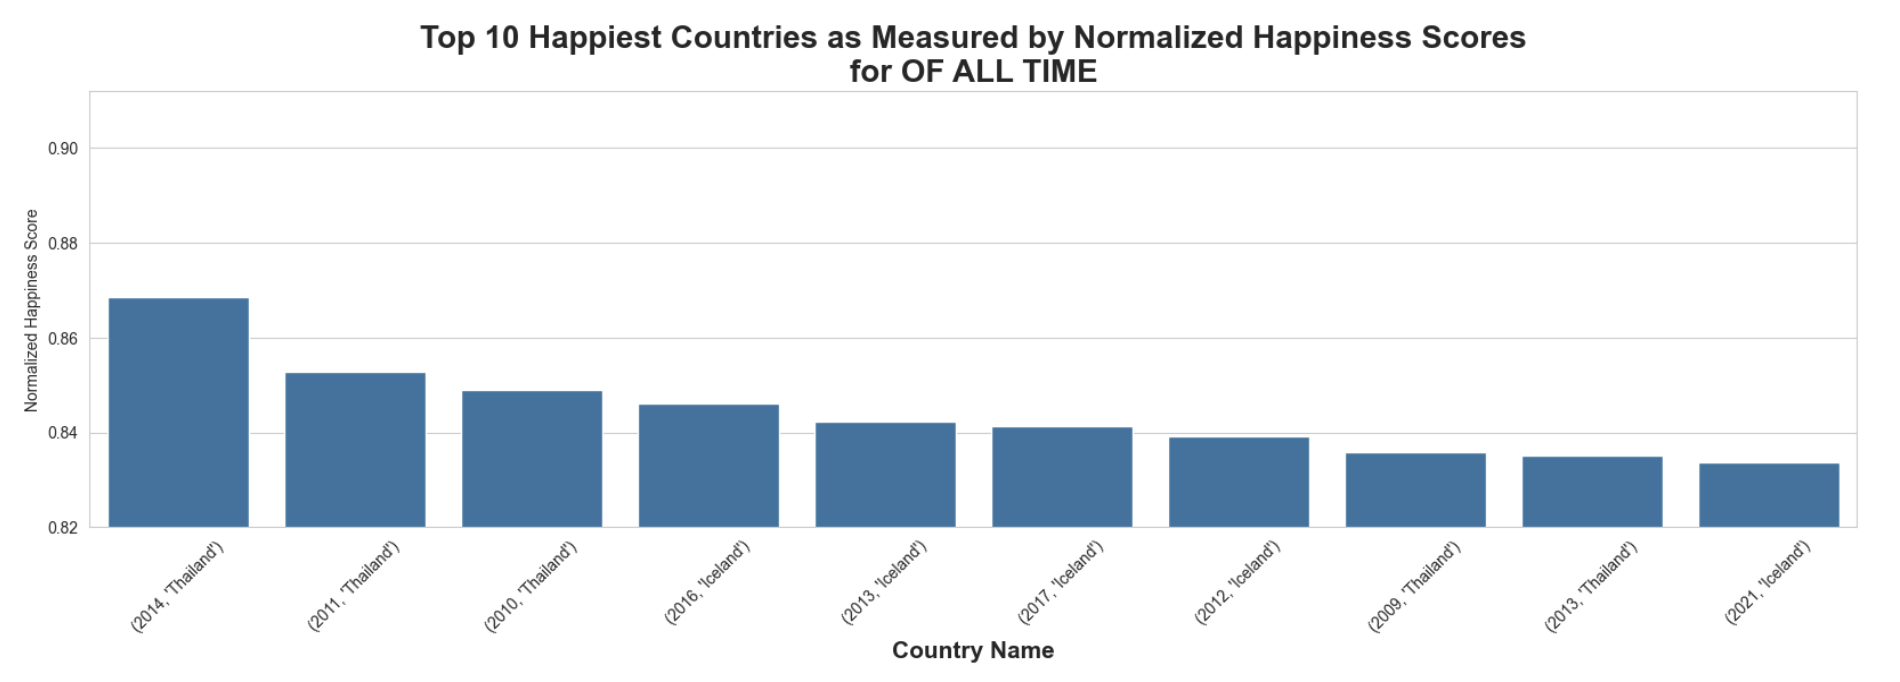 Top 10 Happiest Countries as Measured by Normalized Happiness Scores
for OF ALL TIME
Normalized Happiness Score
0.90
0.88
0.86
0.84
0.82
(2014, 'Thailand')
(2011, 'Thailand')
(2010, 'Thailand')
(2016, 'Iceland')
(2013, 'Iceland')
(2017, 'Iceland')
(2012, 'Iceland')
(2009, 'Thailand')
(2013, 'Thailand')
(2021, 'Iceland')
Country Name